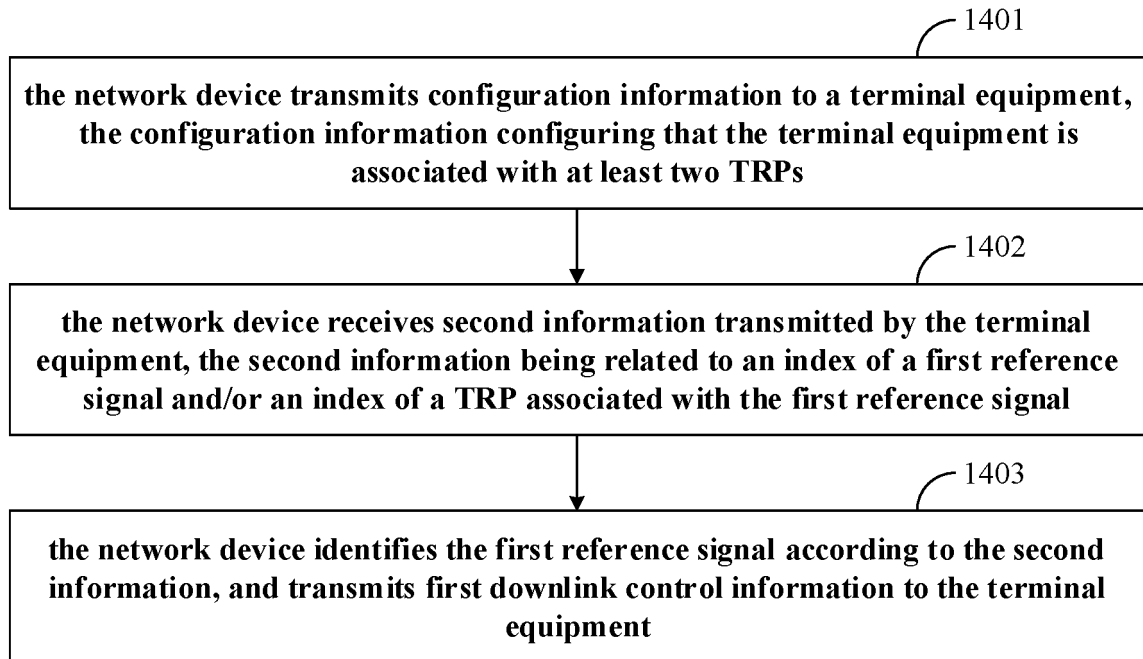 1401
the network device transmits configuration information to a terminal equipment,
the configuration information configuring that the terminal equipment is
associated with at least two TRPs
1402
the network device receives second information transmitted by the terminal
equipment, the second information being related to an index of a first reference
signal and/or an index of a TRP associated with the first reference signal
1403
the network device identifies the first reference signal according to the second
information, and transmits first downlink control information to the terminal
equipment